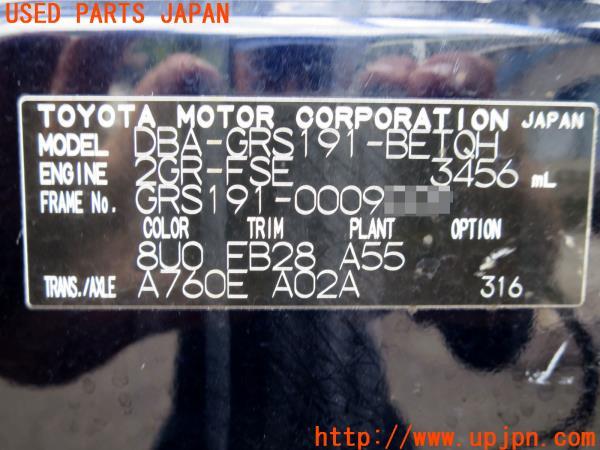 USED PARTS JAPAN
TOYOTA MOTOR CORPORATION JAPAN
MODEL DBA-GRS191-BETQH
ENGINE 2GR-FSE 3456 mL
FRAME No. GRS191-0009
COLOR TRIM PLANT OPTION
8U0 EB28 A55
TRANS./AXLE A760E A02A 316
http://www.upjpn.com/